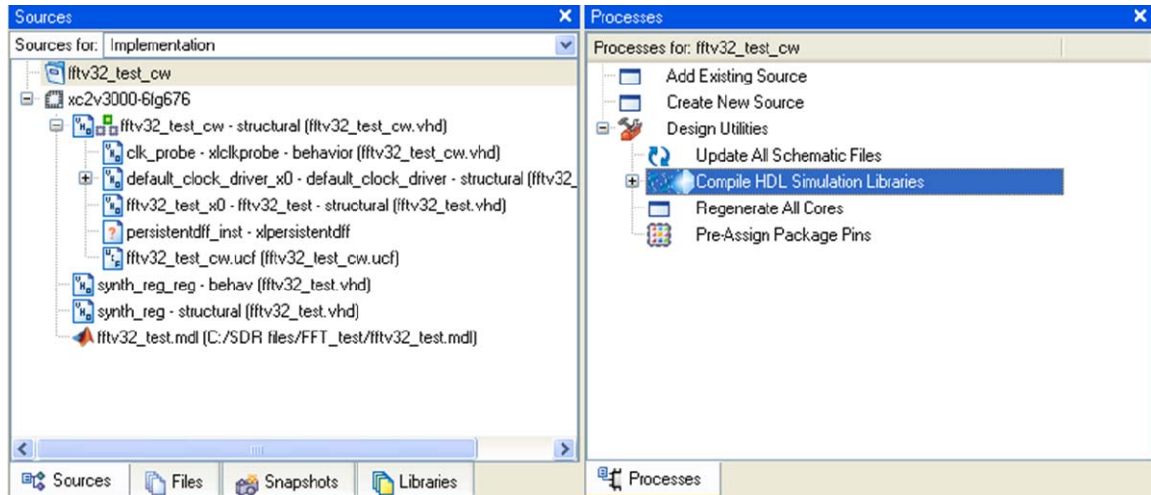 Sources
Sources for: Implementation
fftv32_test_cw
xc2v3000-6fg676
fftv32_test_cw - structural (fftv32_test_cw.vhd)
clk_probe - xlclkprobe - behavior (fftv32_test_cw.vhd)
default_clock_driver_x0 - default_clock_driver - structural (fftv32_
fftv32_test_x0 - fftv32_test - structural (fftv32_test.vhd)
persistentdff_inst - xlpersistentdff
fftv32_test_cw.ucf (fftv32_test_cw.ucf)
synth_reg_reg - behav (fftv32_test.vhd)
synth_reg - structural (fftv32_test.vhd)
fftv32_test.mdl (C:/SDR files/FFT_test/fftv32_test.mdl)
Sources Files Snapshots Libraries
Processes
Processes for: fftv32_test_cw
Add Existing Source
Create New Source
Design Utilities
Update All Schematic Files
Compile HDL Simulation Libraries
Regenerate All Cores
Pre-Assign Package Pins
Processes